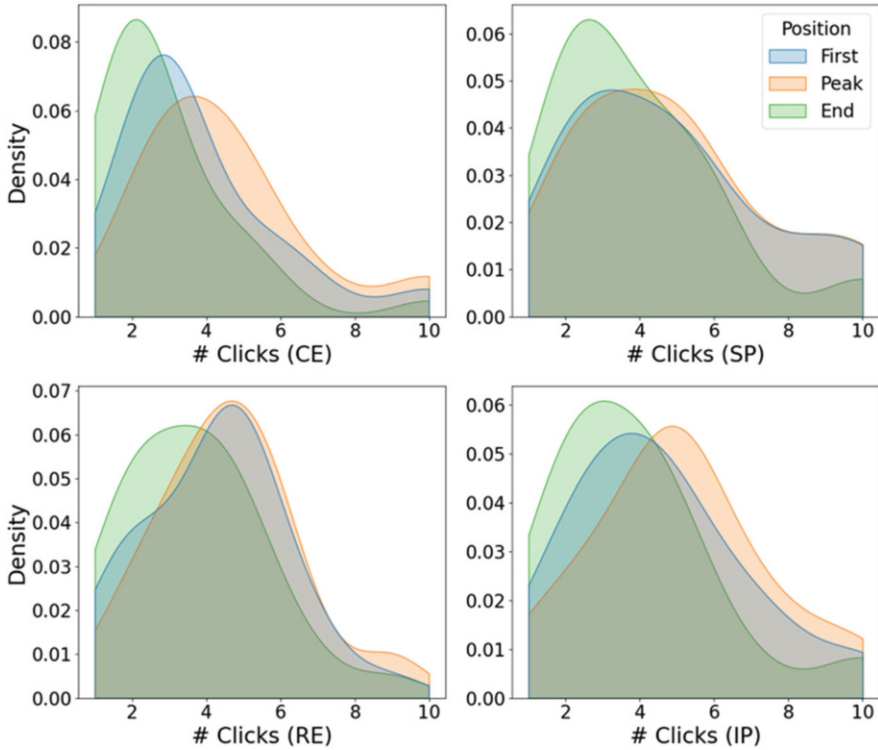 Density
0.08
0.06
0.04
0.02
0.00
2 4 6 8 10
# Clicks (CE)
0.06
0.05
0.04
0.03
0.02
0.01
0.00
2 4 6 8 10
# Clicks (SP)
Position
First
Peak
End
Density
0.07
0.06
0.05
0.04
0.03
0.02
0.01
0.00
2 4 6 8 10
# Clicks (RE)
0.06
0.05
0.04
0.03
0.02
0.01
0.00
2 4 6 8 10
# Clicks (IP)